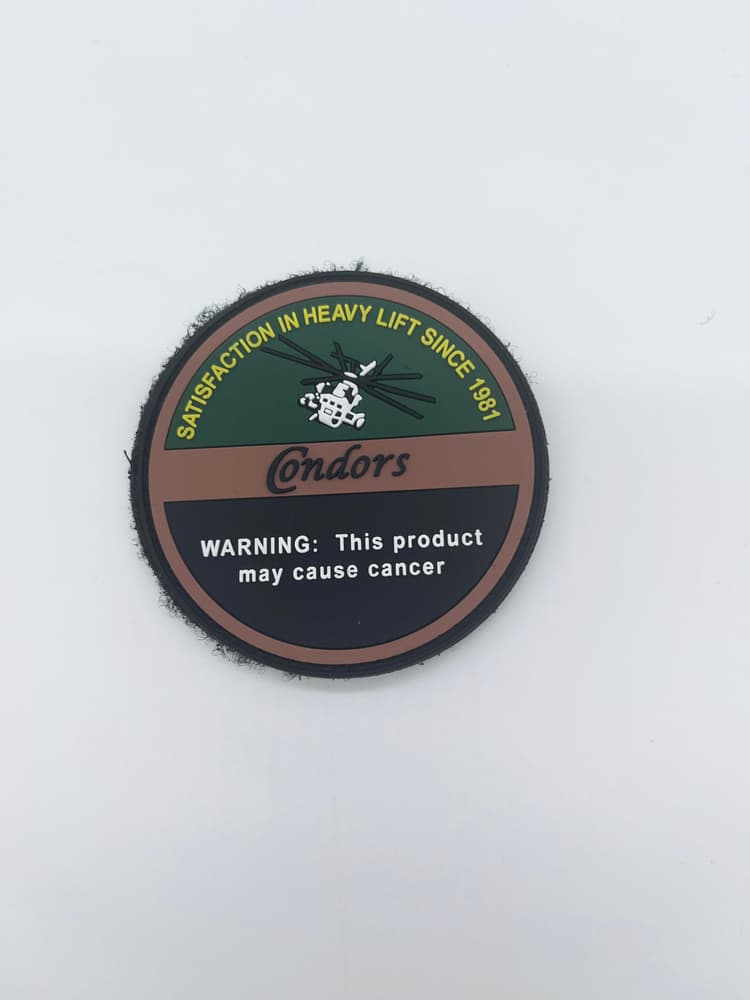 SATISFACTION IN HEAVY LIFT SINCE 1981
Condors
WARNING: This product
may cause cancer